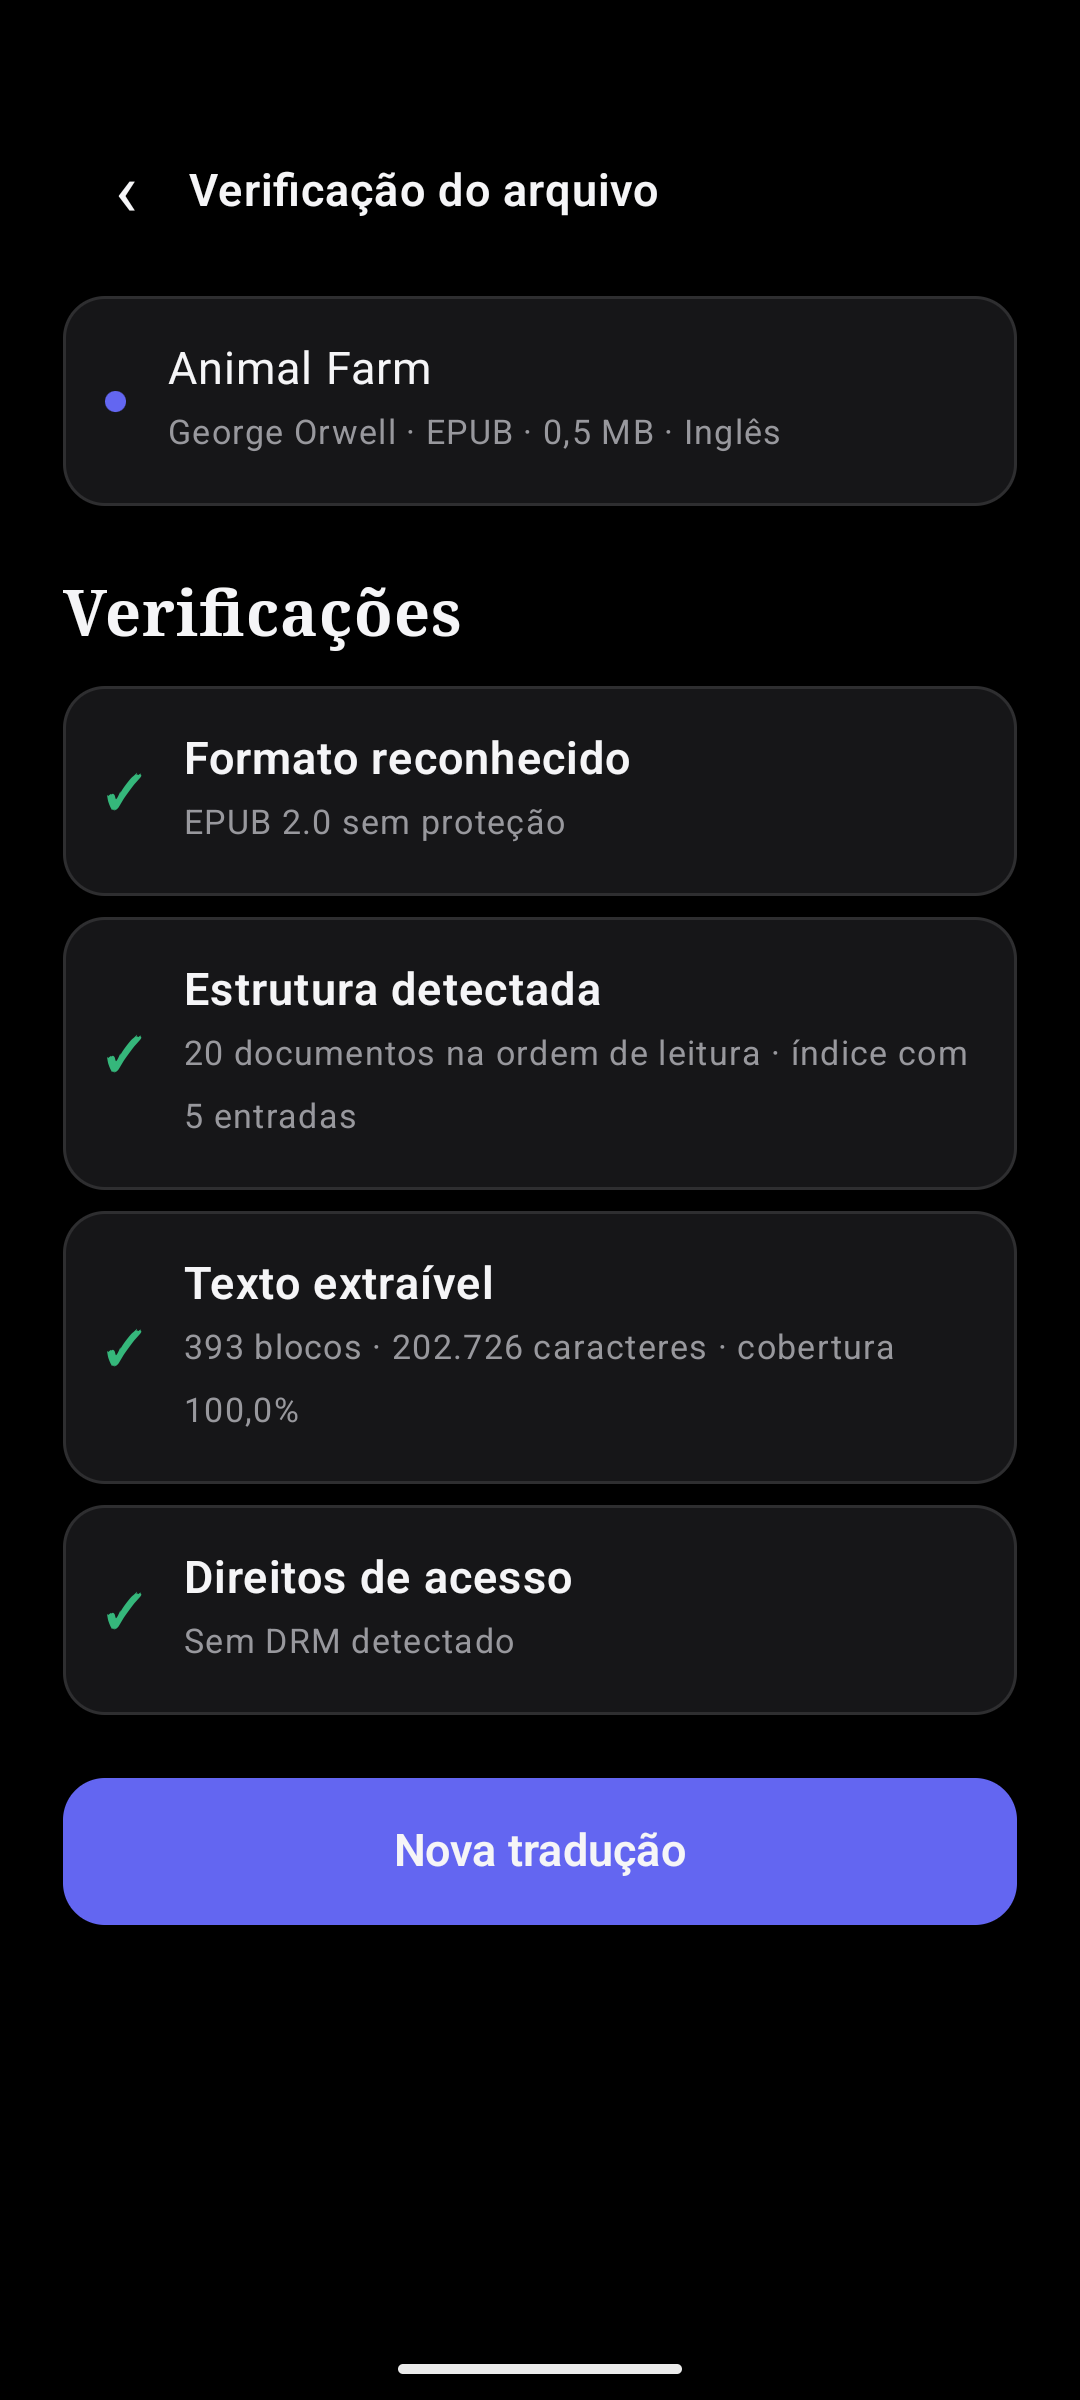 ‹ Verificação do arquivo
Animal Farm
George Orwell · EPUB · 0,5 MB · Inglês
Verificações
✓ Formato reconhecido
EPUB 2.0 sem proteção
✓ Estrutura detectada
20 documentos na ordem de leitura · índice com
5 entradas
✓ Texto extraível
393 blocos · 202.726 caracteres · cobertura
100,0%
✓ Direitos de acesso
Sem DRM detectado
Nova tradução